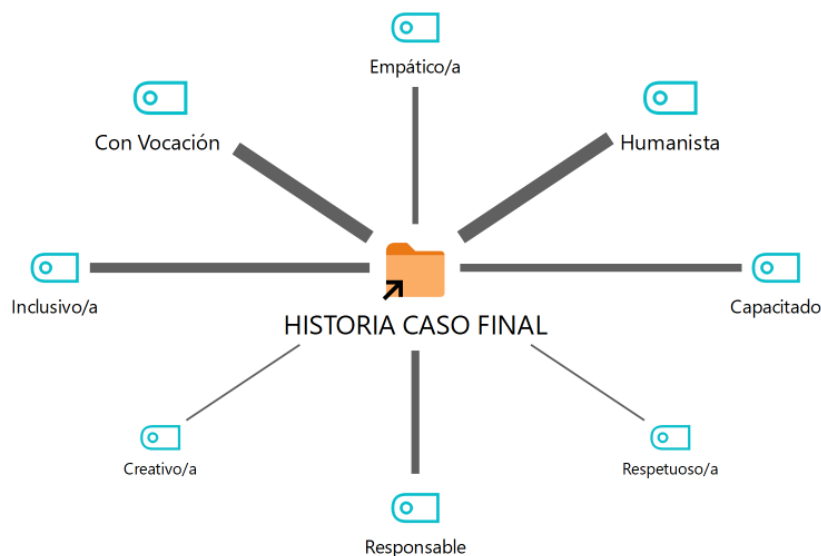 Empático/a
Con Vocación
Humanista
Inclusivo/a
Capacitado
HISTORIA CASO FINAL
Creativo/a
Respetuoso/a
Responsable